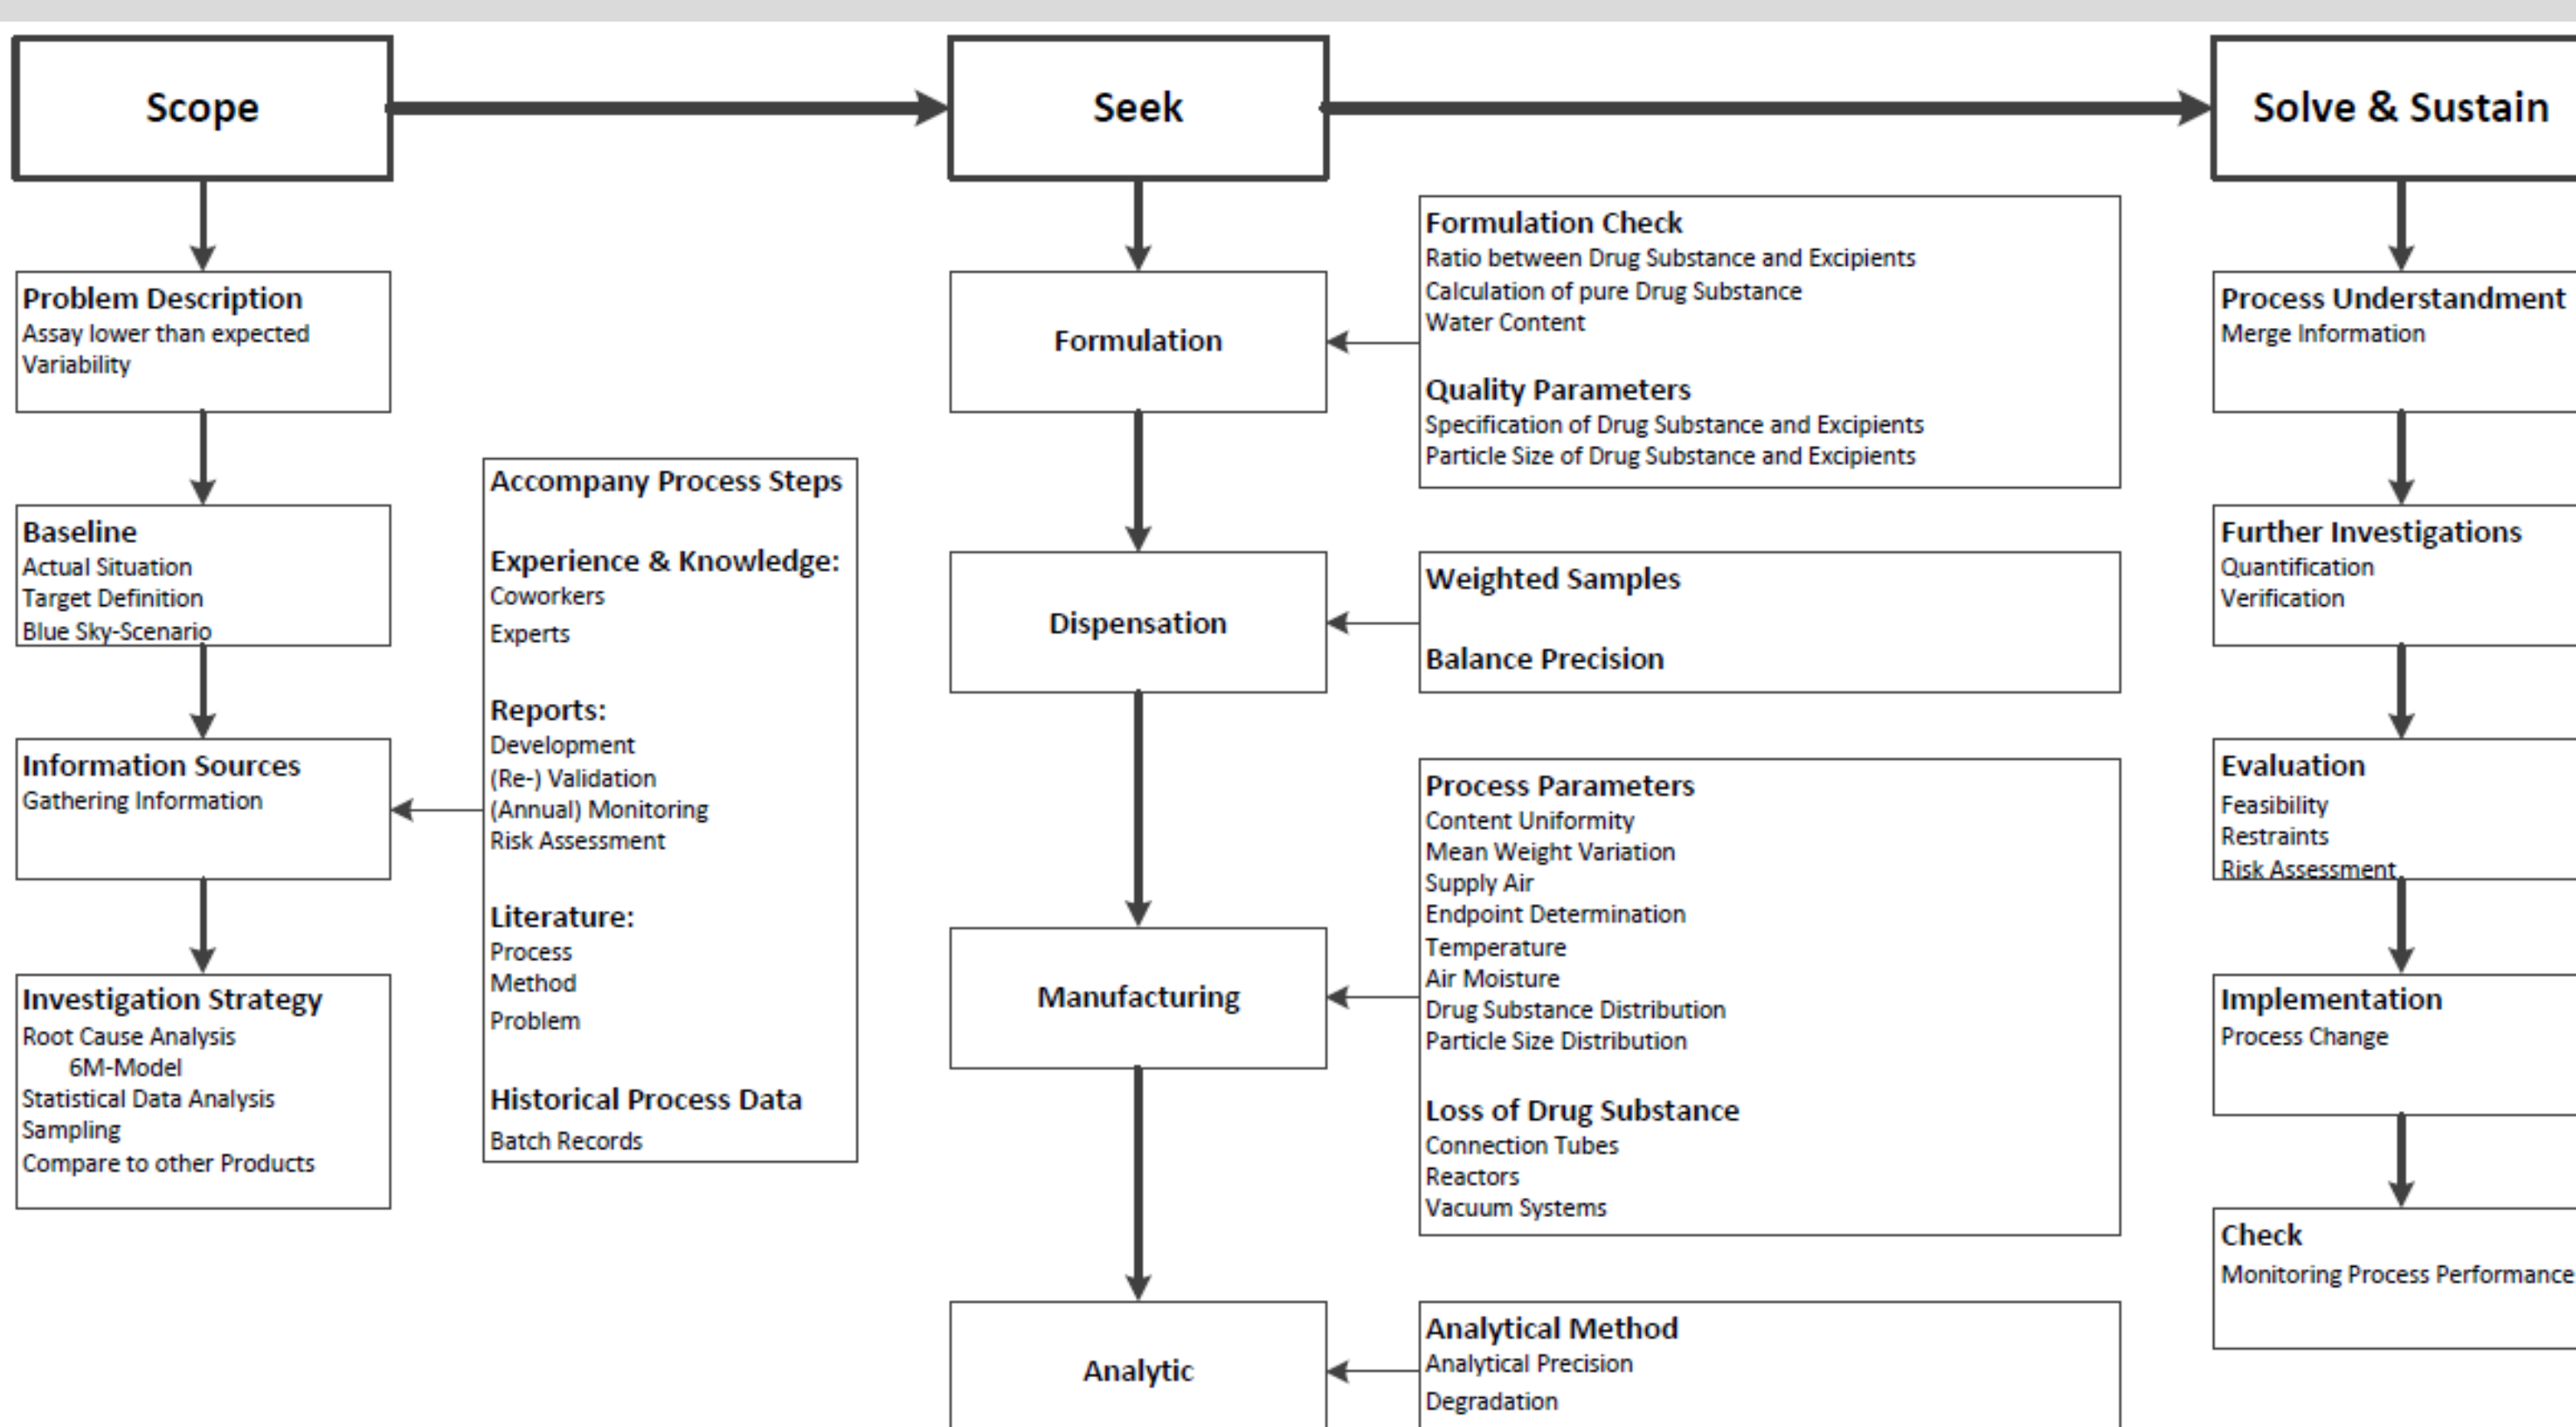 Scope
Seek
Solve & Sustain
Problem Description
Assay lower than expected
Variability
Baseline
Actual Situation
Target Definition
Blue Sky-Scenario
Information Sources
Gathering Information
Investigation Strategy
Root Cause Analysis
6M-Model
Statistical Data Analysis
Sampling
Compare to other Products
Accompany Process Steps
Experience & Knowledge:
Coworkers
Experts
Reports:
Development
(Re-) Validation
(Annual) Monitoring
Risk Assessment
Literature:
Process
Method
Problem
Historical Process Data
Batch Records
Formulation
Dispensation
Manufacturing
Analytic
Formulation Check
Ratio between Drug Substance and Excipients
Calculation of pure Drug Substance
Water Content
Quality Parameters
Specification of Drug Substance and Excipients
Particle Size of Drug Substance and Excipients
Weighted Samples
Balance Precision
Process Parameters
Content Uniformity
Mean Weight Variation
Supply Air
Endpoint Determination
Temperature
Air Moisture
Drug Substance Distribution
Particle Size Distribution
Loss of Drug Substance
Connection Tubes
Reactors
Vacuum Systems
Analytical Method
Analytical Precision
Degradation
Process Understandment
Merge Information
Further Investigations
Quantification
Verification
Evaluation
Feasibility
Restraints
Risk Assessment
Implementation
Process Change
Check
Monitoring Process Performance